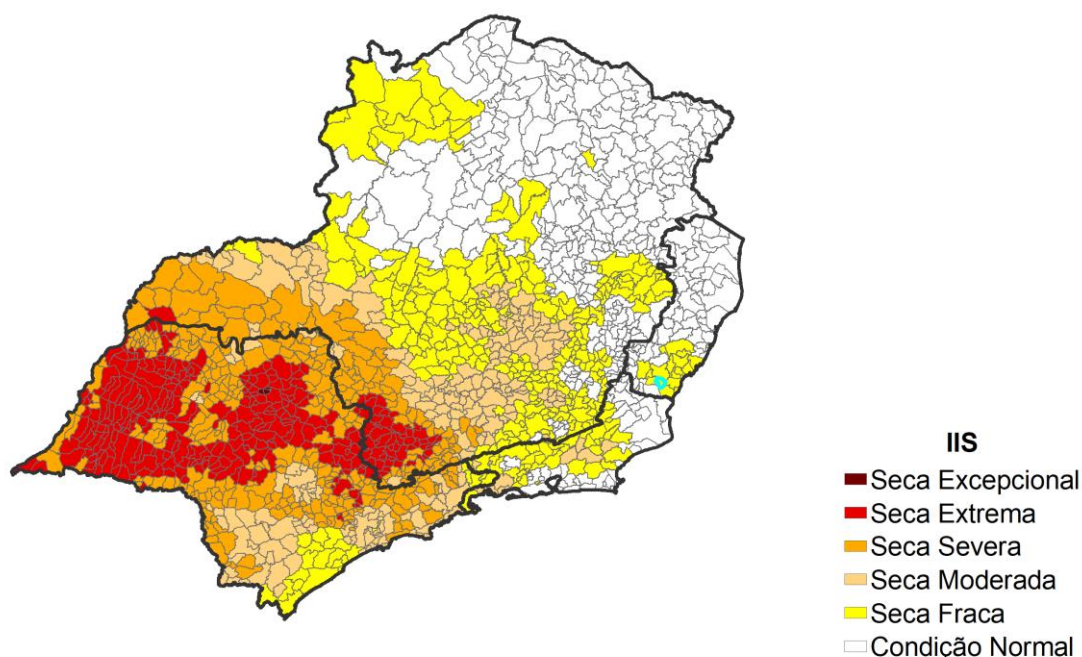 IIS
Seca Excepcional
Seca Extrema
Seca Severa
Seca Moderada
Seca Fraca
Condição Normal